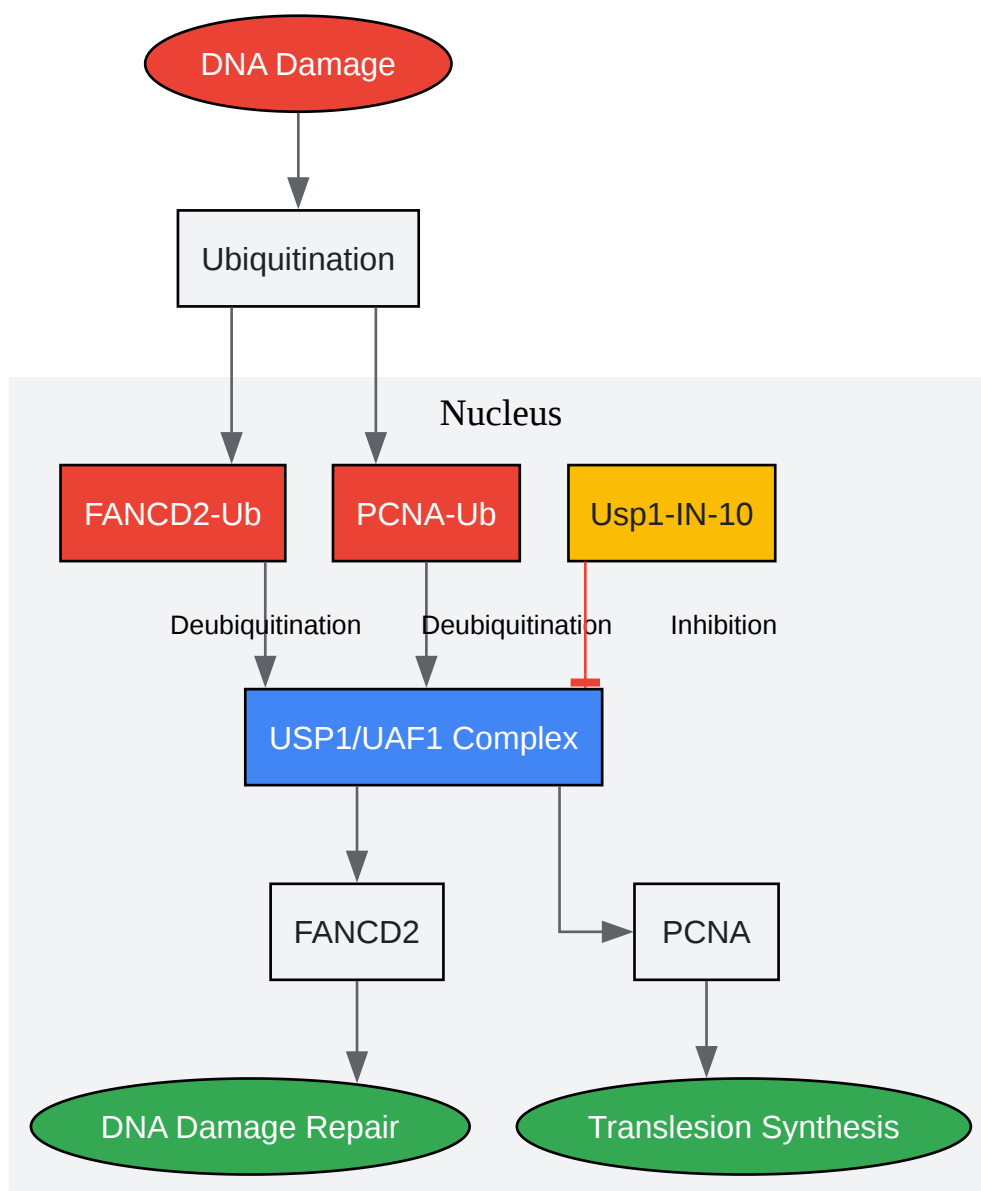 DNA Damage
Ubiquitination
Nucleus
FANCD2-Ub
PCNA-Ub
Usp1-IN-10
Deubiquitination
Deubiquitination
Inhibition
USP1/UAF1 Complex
FANCD2
PCNA
DNA Damage Repair
Translesion Synthesis